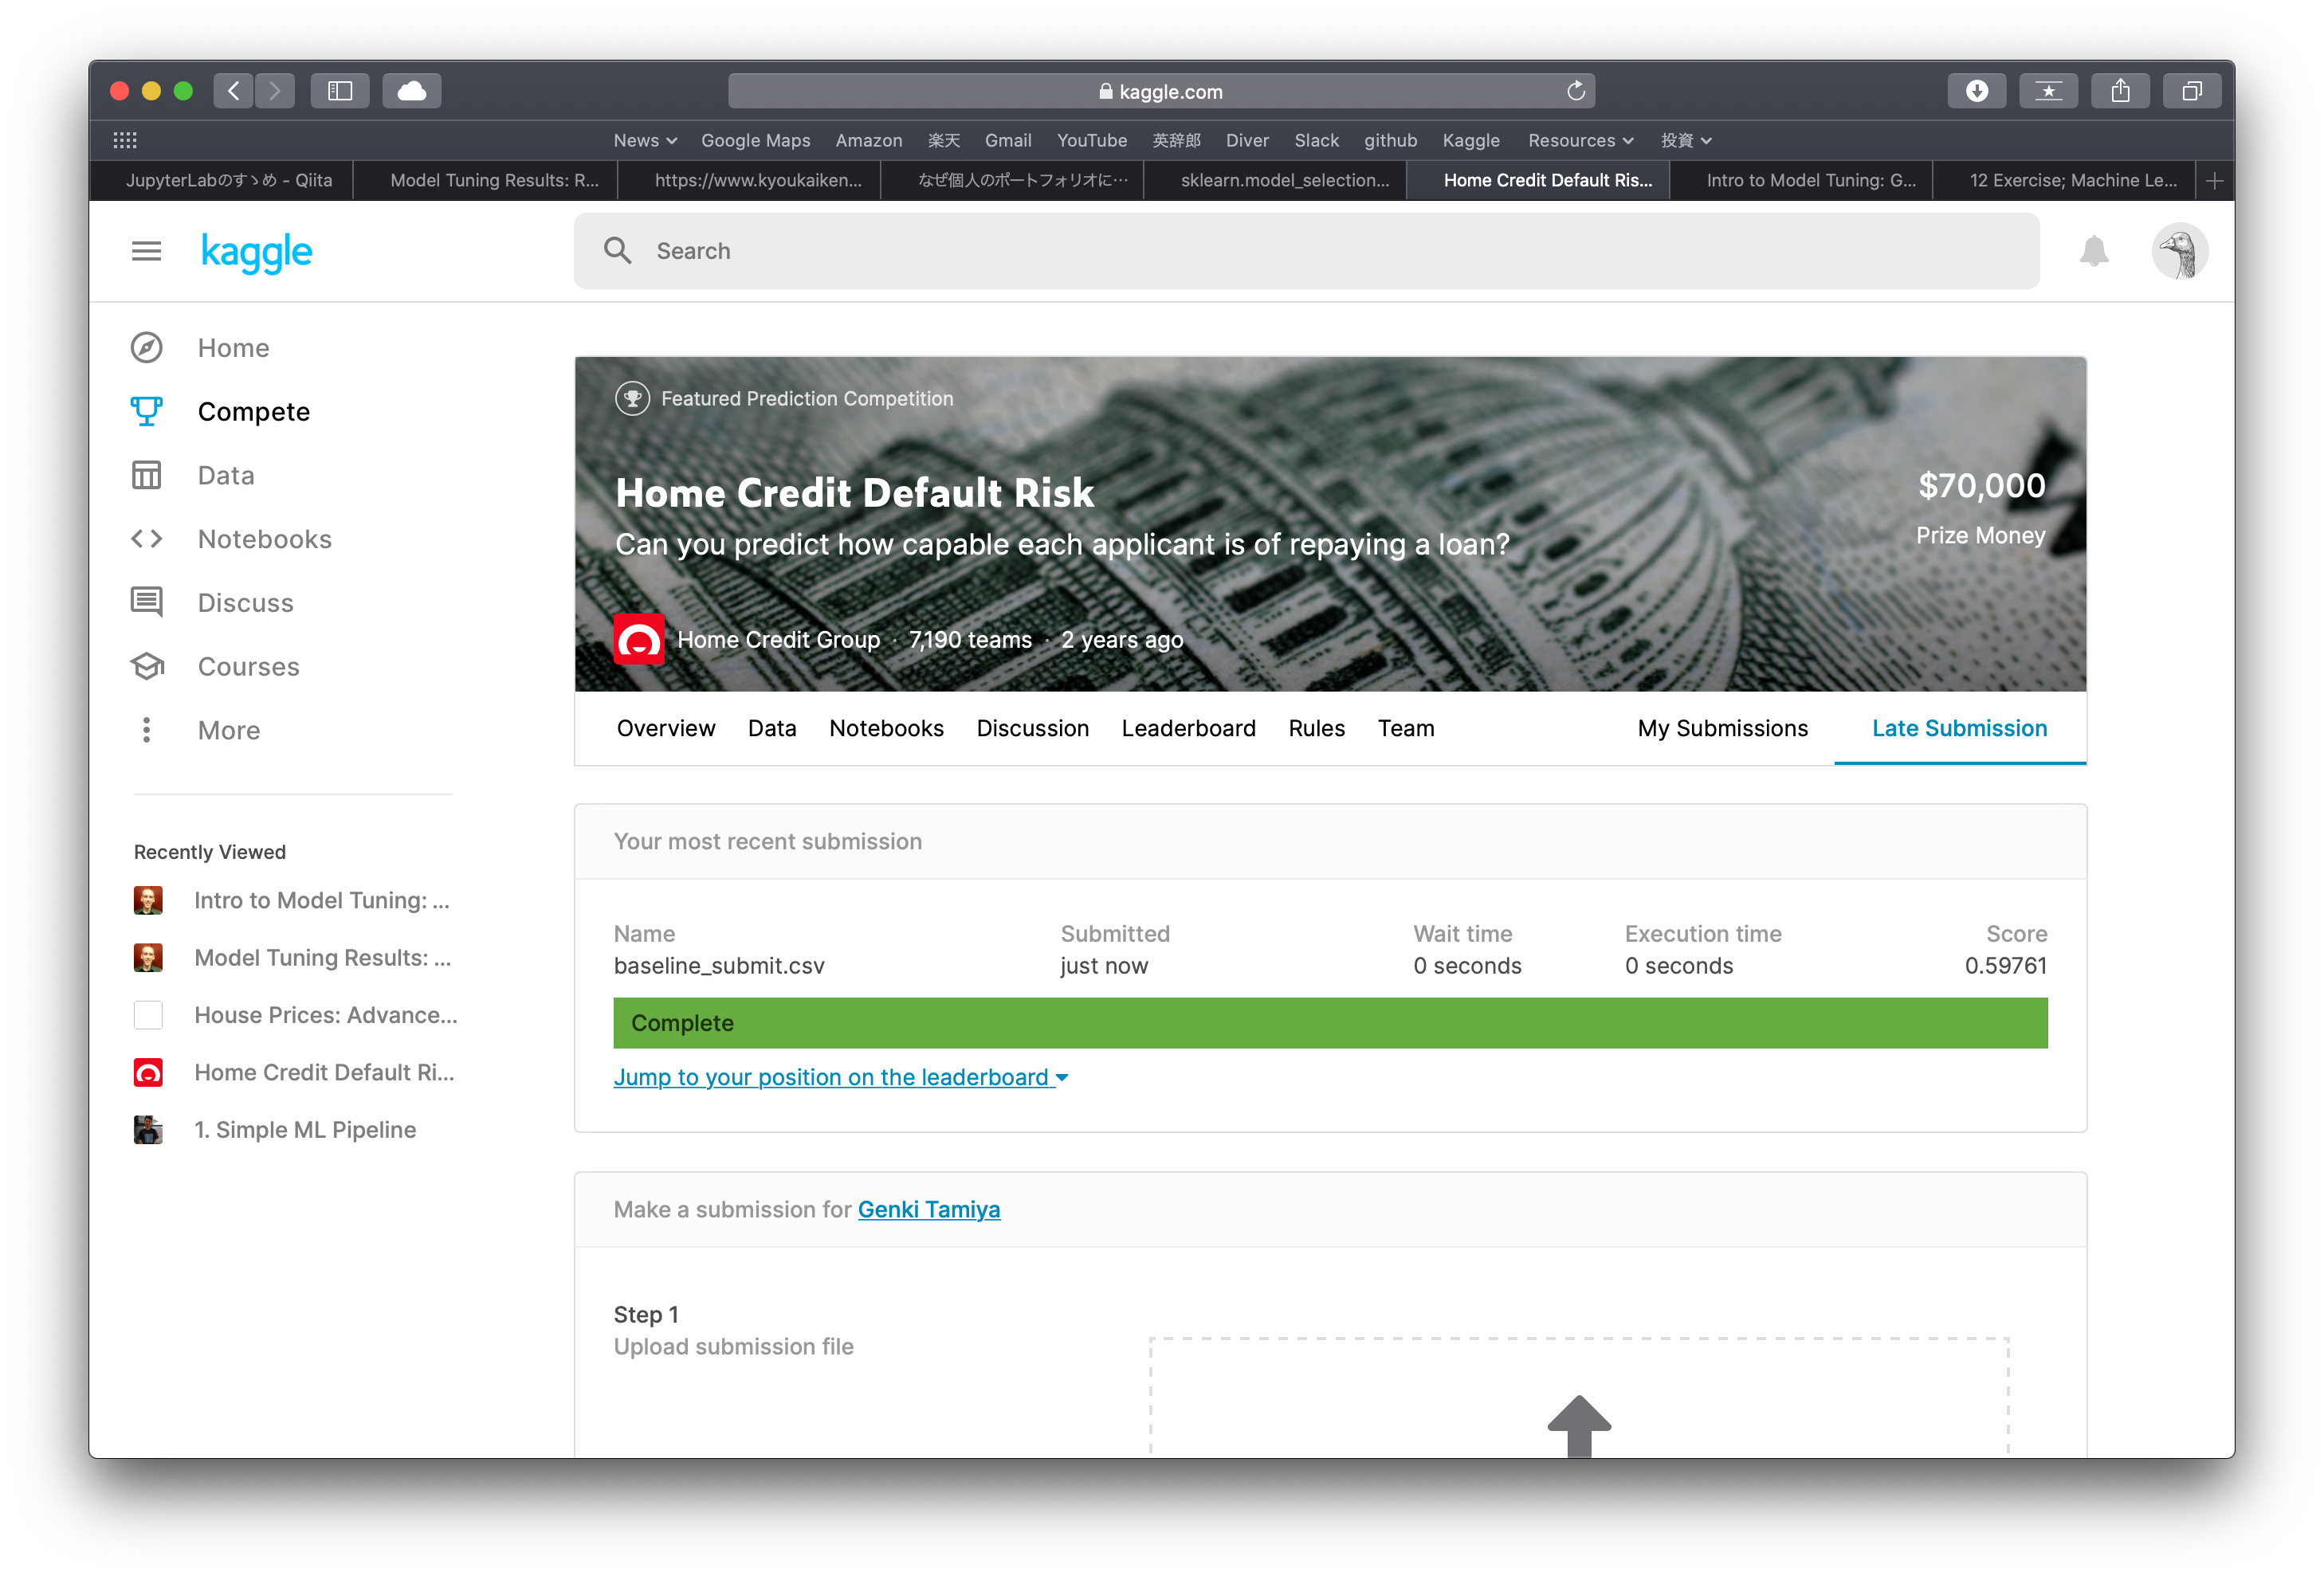 kaggle.com
News Google Maps Amazon 楽天 Gmail YouTube 英辞郎 Diver Slack github Kaggle Resources 投資
JupyterLabのすゝめ - Qiita Model Tuning Results: R... https://www.kyoukaiken... なぜ個人のポートフォリオに… sklearn.model_selection... Home Credit Default Ris... Intro to Model Tuning: G... 12 Exercise; Machine Le...
kaggle
Search
Home
Compete
Data
Notebooks
Discuss
Courses
More
Recently Viewed
Intro to Model Tuning: ...
Model Tuning Results: ...
House Prices: Advance...
Home Credit Default Ri...
1. Simple ML Pipeline
Featured Prediction Competition
Home Credit Default Risk
Can you predict how capable each applicant is of repaying a loan?
$70,000
Prize Money
Home Credit Group · 7,190 teams · 2 years ago
Overview Data Notebooks Discussion Leaderboard Rules Team My Submissions Late Submission
Your most recent submission
Name Submitted Wait time Execution time Score
baseline_submit.csv just now 0 seconds 0 seconds 0.59761
Complete
Jump to your position on the leaderboard
Make a submission for Genki Tamiya
Step 1
Upload submission file